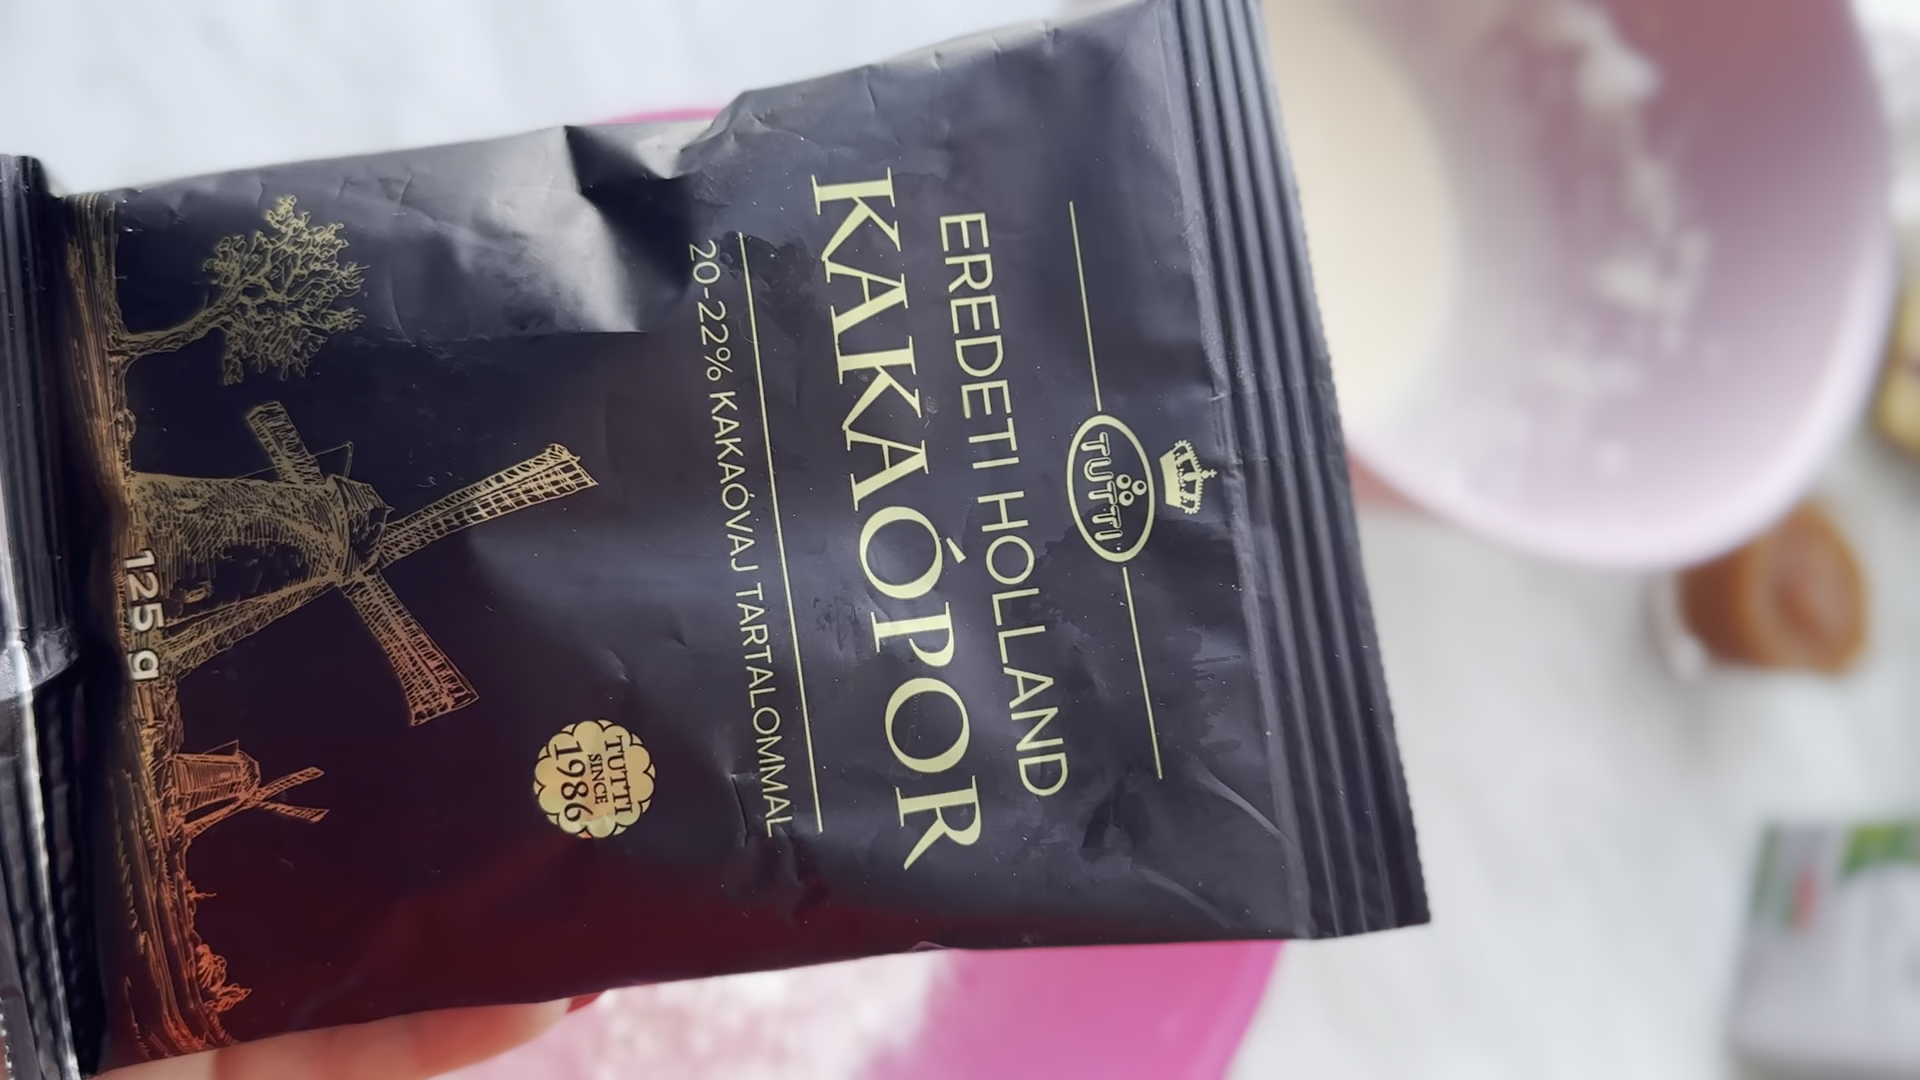 TUTTI
EREDETI HOLLAND
KAKAÓPOR
20-22% KAKAÓVAJ TARTALOMMAL
TUTTI
SINCE
1986
125 g